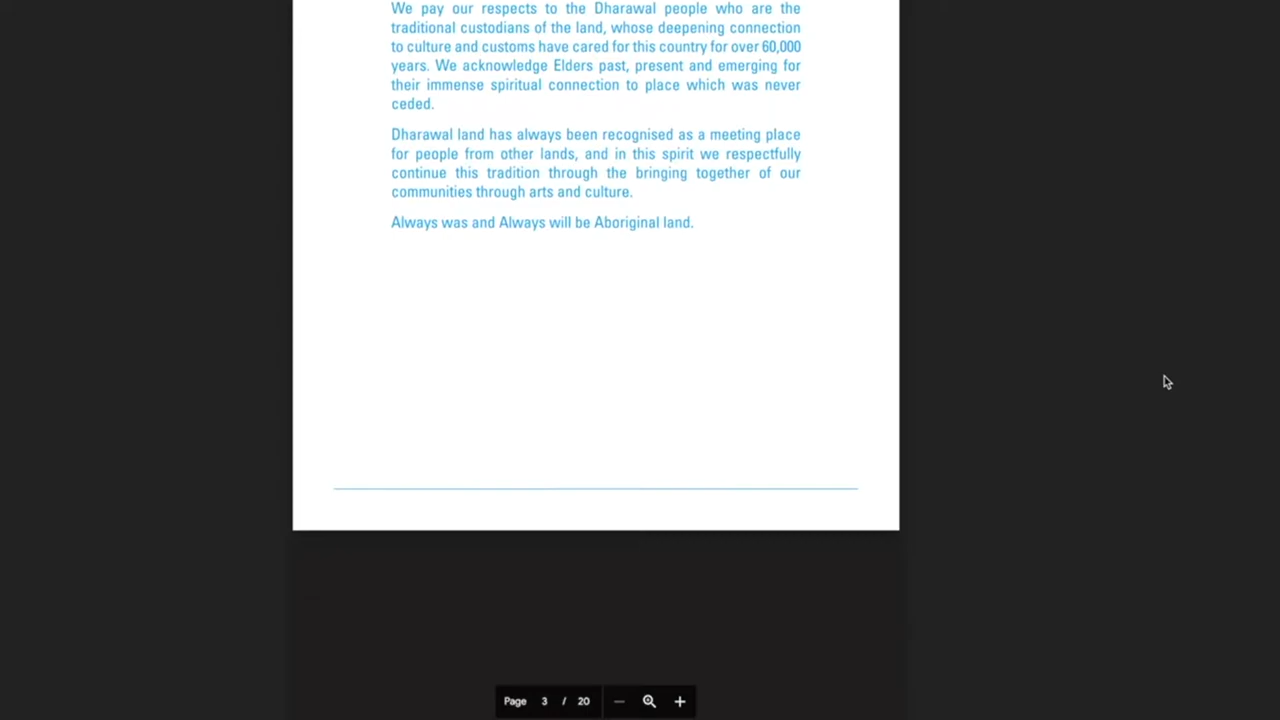 We pay our respects to the Dharawal people who are the
traditional custodians of the land, whose deepening connection
to culture and customs have cared for this country for over 60,000
years. We acknowledge Elders past, present and emerging for
their immense spiritual connection to place which was never
ceded.
Dharawal land has always been recognised as a meeting place
for people from other lands, and in this spirit we respectfully
continue this tradition through the bringing together of our
communities through arts and culture.
Always was and Always will be Aboriginal land.
Page 3 / 20